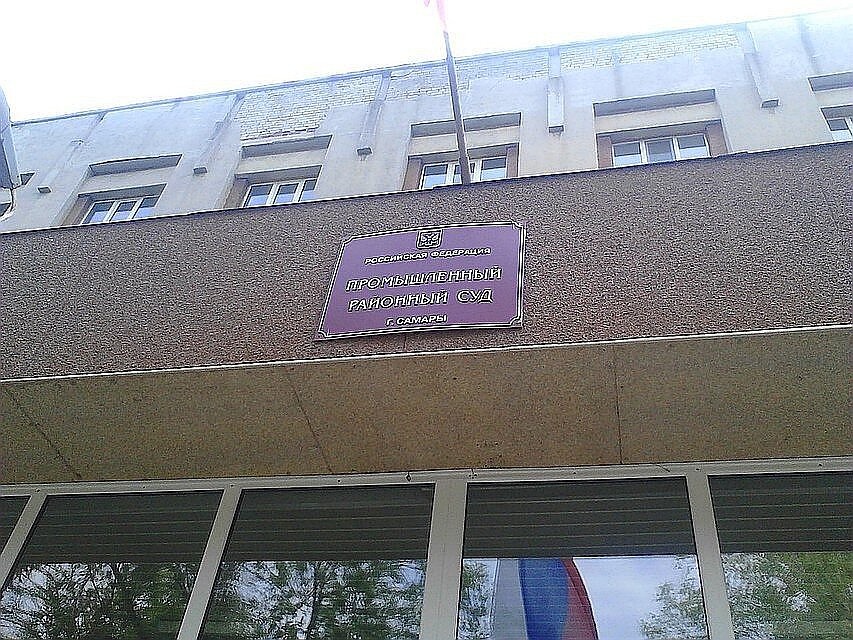 РОССИЙСКАЯ ФЕДЕРАЦИЯ
ПРОМЫШЛЕННЫЙ
РАЙОННЫЙ СУД
Г. САМАРЫ